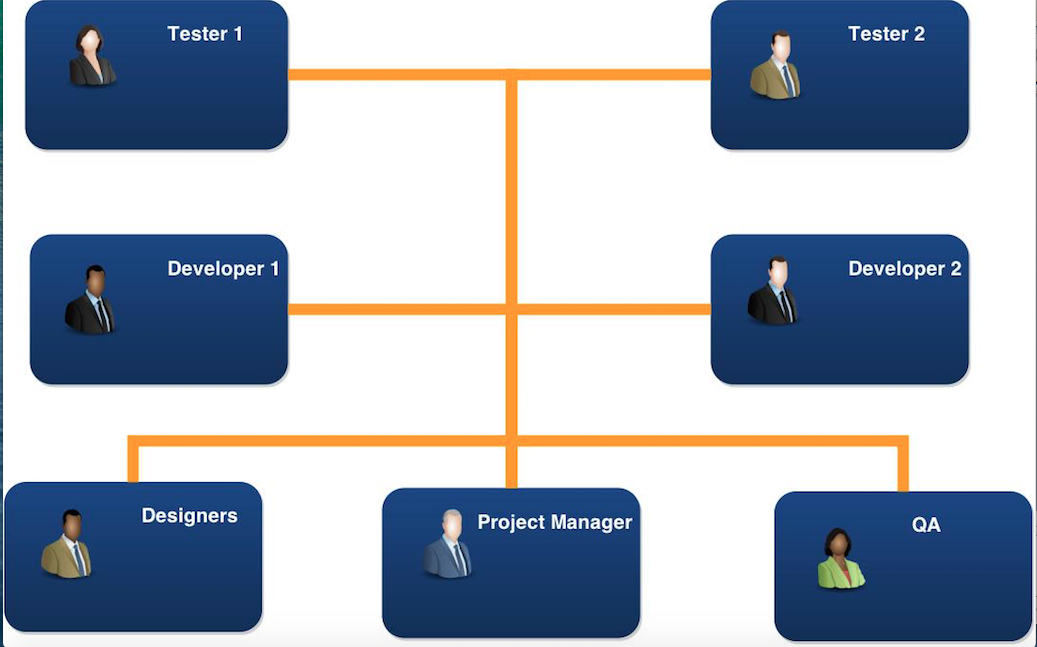 Tester 1
Tester 2
Developer 1
Developer 2
Designers
Project Manager
QA